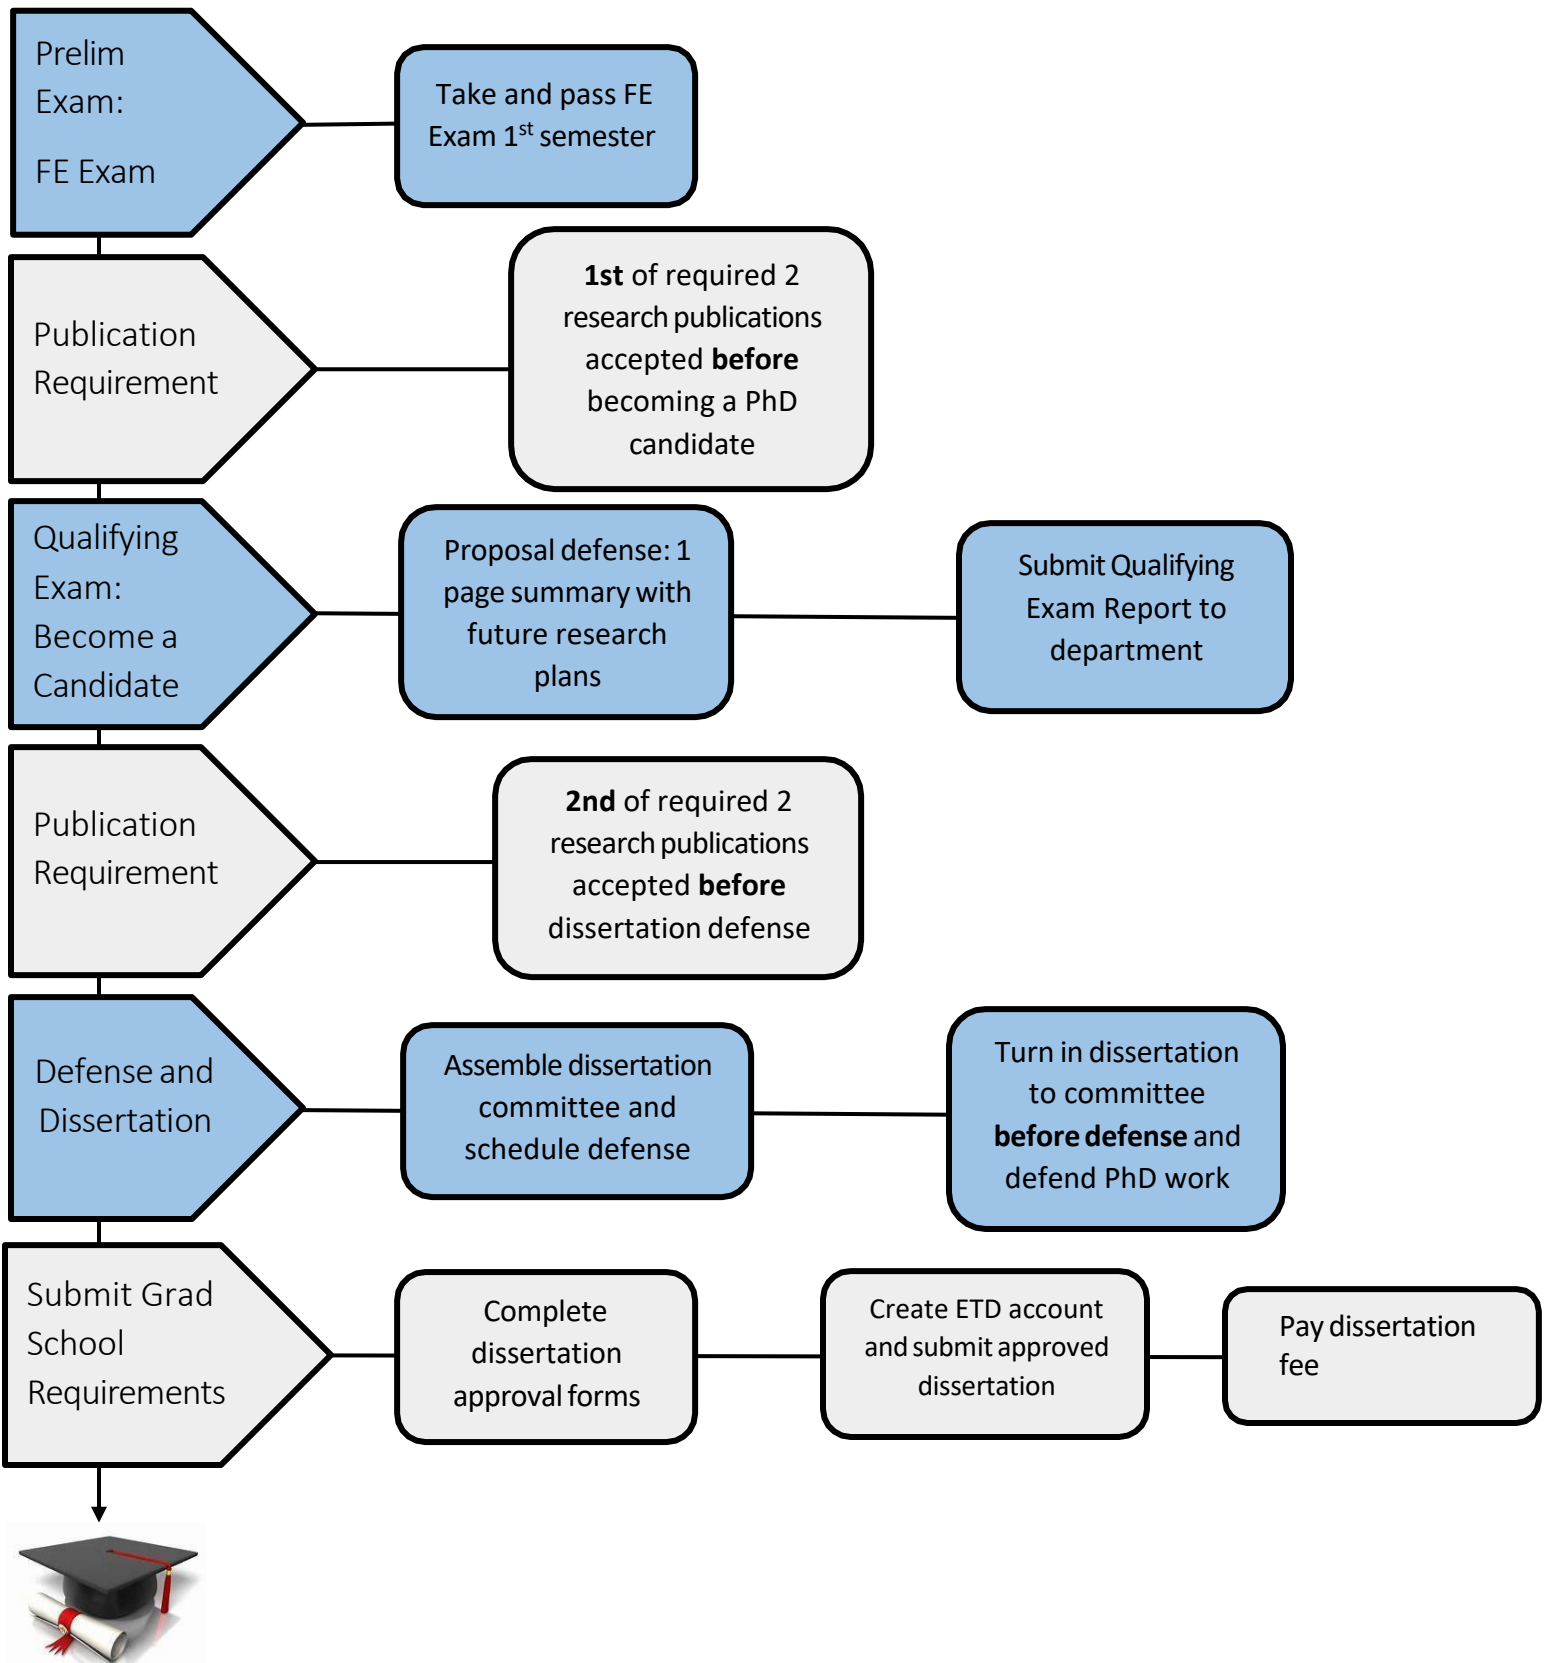 Prelim
Exam:
FE Exam
Take and pass FE
Exam 1st semester
Publication
Requirement
1st of required 2
research publications
accepted before
becoming a PhD
candidate
Qualifying
Exam:
Become a
Candidate
Proposal defense: 1
page summary with
future research
plans
Submit Qualifying
Exam Report to
department
Publication
Requirement
2nd of required 2
research publications
accepted before
dissertation defense
Defense and
Dissertation
Assemble dissertation
committee and
schedule defense
Turn in dissertation
to committee
before defense and
defend PhD work
Submit Grad
School
Requirements
Complete
dissertation
approval forms
Create ETD account
and submit approved
dissertation
Pay dissertation
fee